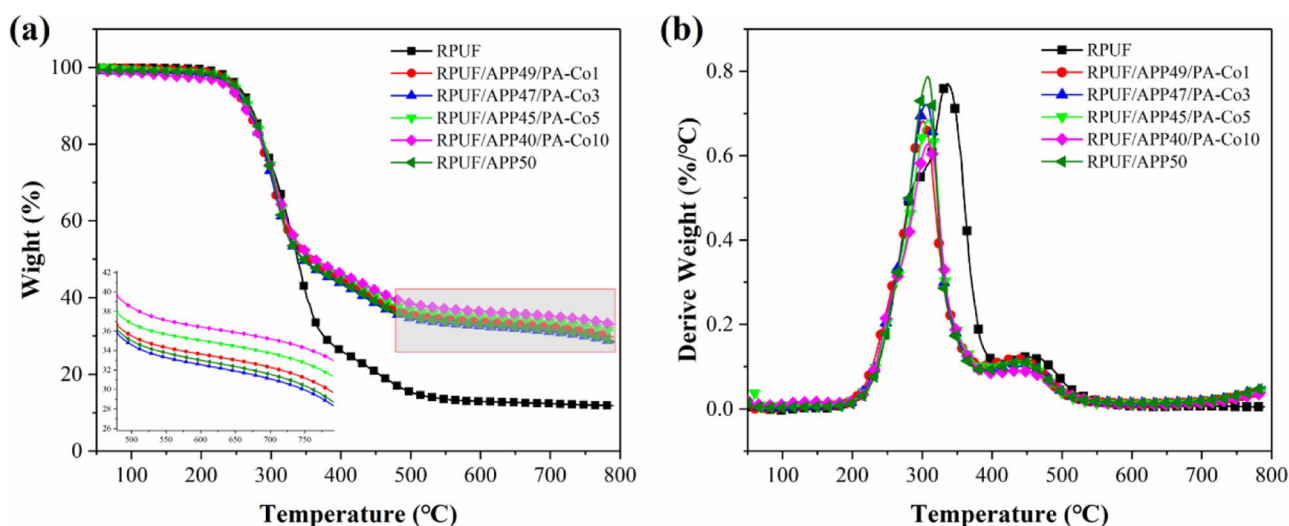 (a)
RPUF
RPUF/APP49/PA-Co1
RPUF/APP47/PA-Co3
RPUF/APP45/PA-Co5
RPUF/APP40/PA-Co10
RPUF/APP50
Wight (%)
100
80
60
40
20
0
42
40
38
36
34
32
30
28
26
500 550 600 650 700 750
100 200 300 400 500 600 700 800
Temperature (℃)
(b)
RPUF
RPUF/APP49/PA-Co1
RPUF/APP47/PA-Co3
RPUF/APP45/PA-Co5
RPUF/APP40/PA-Co10
RPUF/APP50
Derive Weight (%/℃)
0.8
0.6
0.4
0.2
0.0
100 200 300 400 500 600 700 800
Temperature (℃)